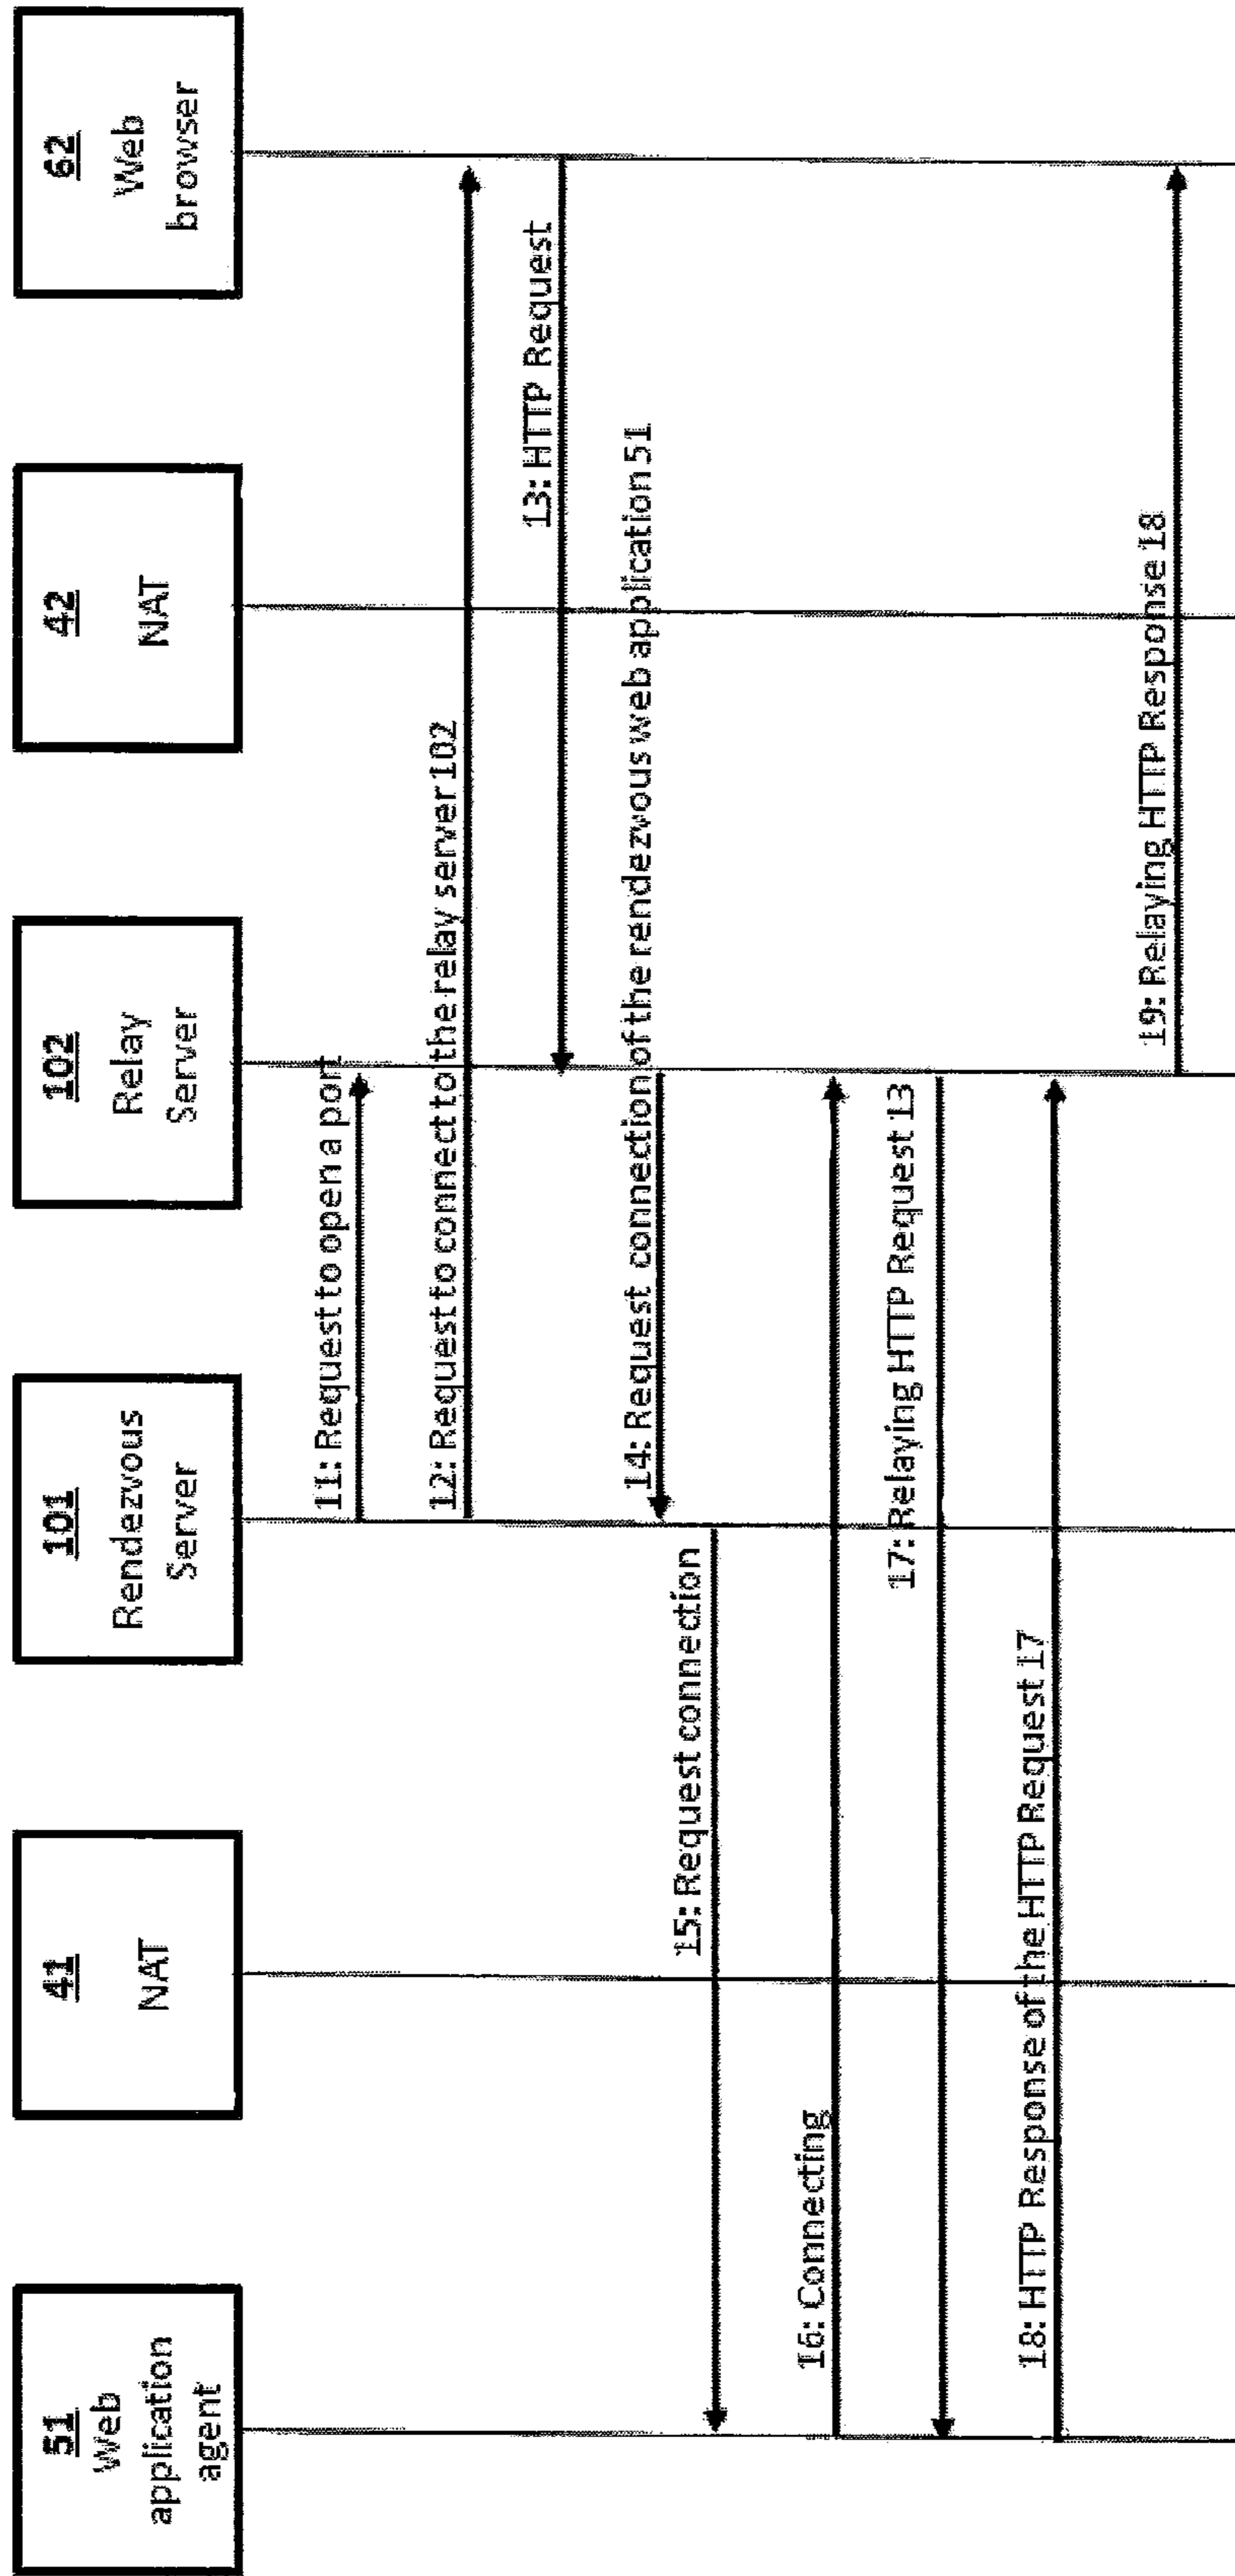 51
Web
application
agent
41
NAT
101
Rendezvous
Server
102
Relay
Server
42
NAT
62
Web
browser
11: Request to open a port
12: Request to connect to the relay server 102
13: HTTP Request
14: Request connection of the rendezvous web application 51
15: Request connection
16: Connecting
17: Relaying HTTP Request 13
18: HTTP Response of the HTTP Request 17
19: Relaying HTTP Response 18